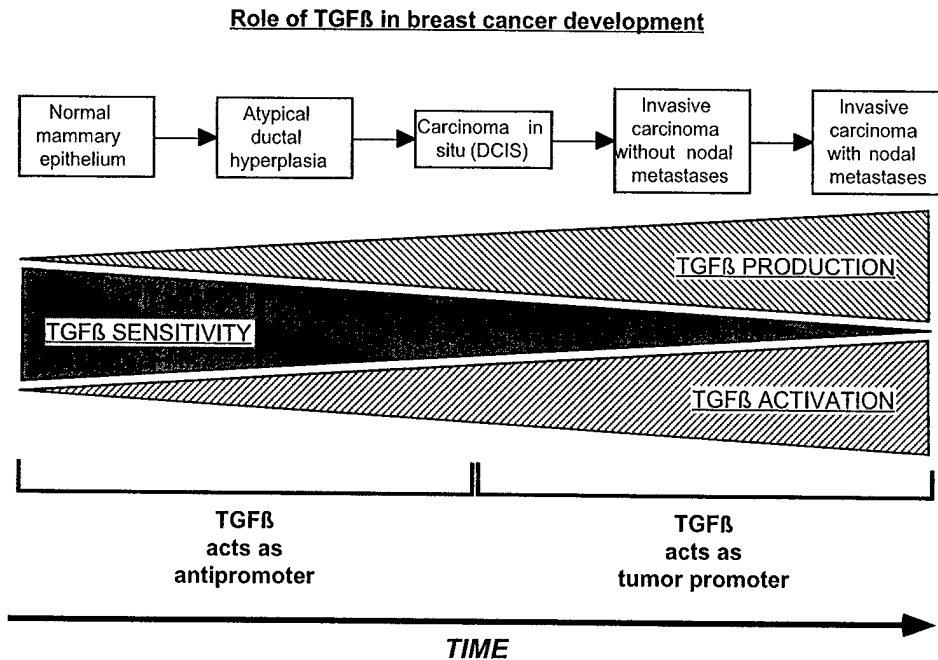 Role of TGFß in breast cancer development
Normal
mammary
epithelium
Atypical
ductal
hyperplasia
Carcinoma in
situ (DCIS)
Invasive
carcinoma
without nodal
metastases
Invasive
carcinoma
with nodal
metastases
TGFß PRODUCTION
TGFß SENSITIVITY
TGFß ACTIVATION
TGFß
acts as
antipromoter
TGFß
acts as
tumor promoter
TIME